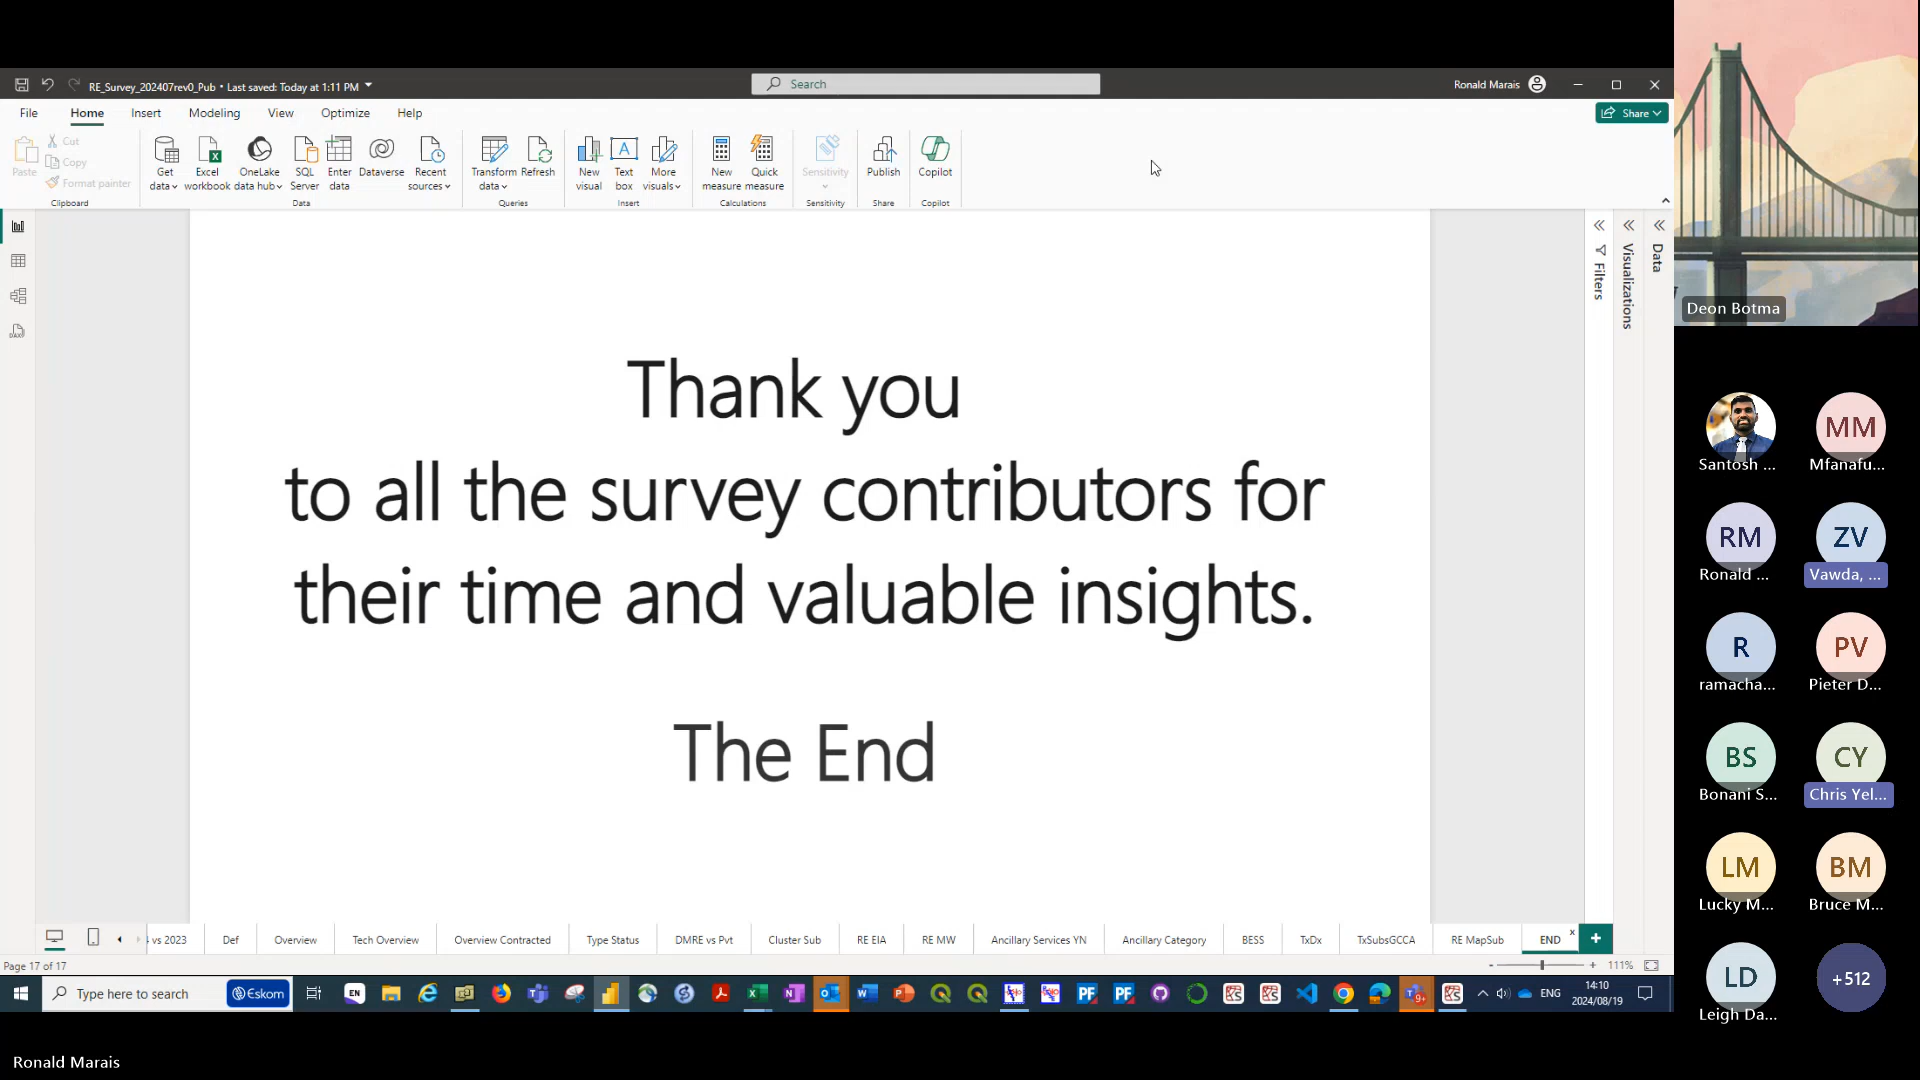 RE_Survey_202407rev0_Pub • Last saved: Today at 1:11 PM
Search
Ronald Marais
File Home Insert Modeling View Optimize Help
Share
Paste
Cut
Copy
Format painter
Clipboard
Get data
Excel workbook
OneLake data hub
SQL Server
Enter data
Dataverse
Recent sources
Data
Transform data
Refresh
Queries
New visual
Text box
More visuals
Insert
New measure
Quick measure
Calculations
Sensitivity
Sensitivity
Publish
Share
Copilot
Copilot
Filters
Visualizations
Data
Thank you
to all the survey contributors for
their time and valuable insights.
The End
vs 2023 Def Overview Tech Overview Overview Contracted Type Status DMRE vs Pvt Cluster Sub RE EIA RE MW Ancillary Services YN Ancillary Category BESS TxDx TxSubsGCCA RE MapSub END x +
Page 17 of 17
- + 111%
Type here to search
Eskom
EN
PF
PF
9+
ENG
14:10
2024/08/19
Ronald Marais
Deon Botma
Santosh ...
MM
Mfanafu...
RM
Ronald ...
ZV
Vawda, ...
R
ramacha...
PV
Pieter D...
BS
Bonani S...
CY
Chris Yel...
LM
Lucky M...
BM
Bruce M...
LD
Leigh Da...
+512